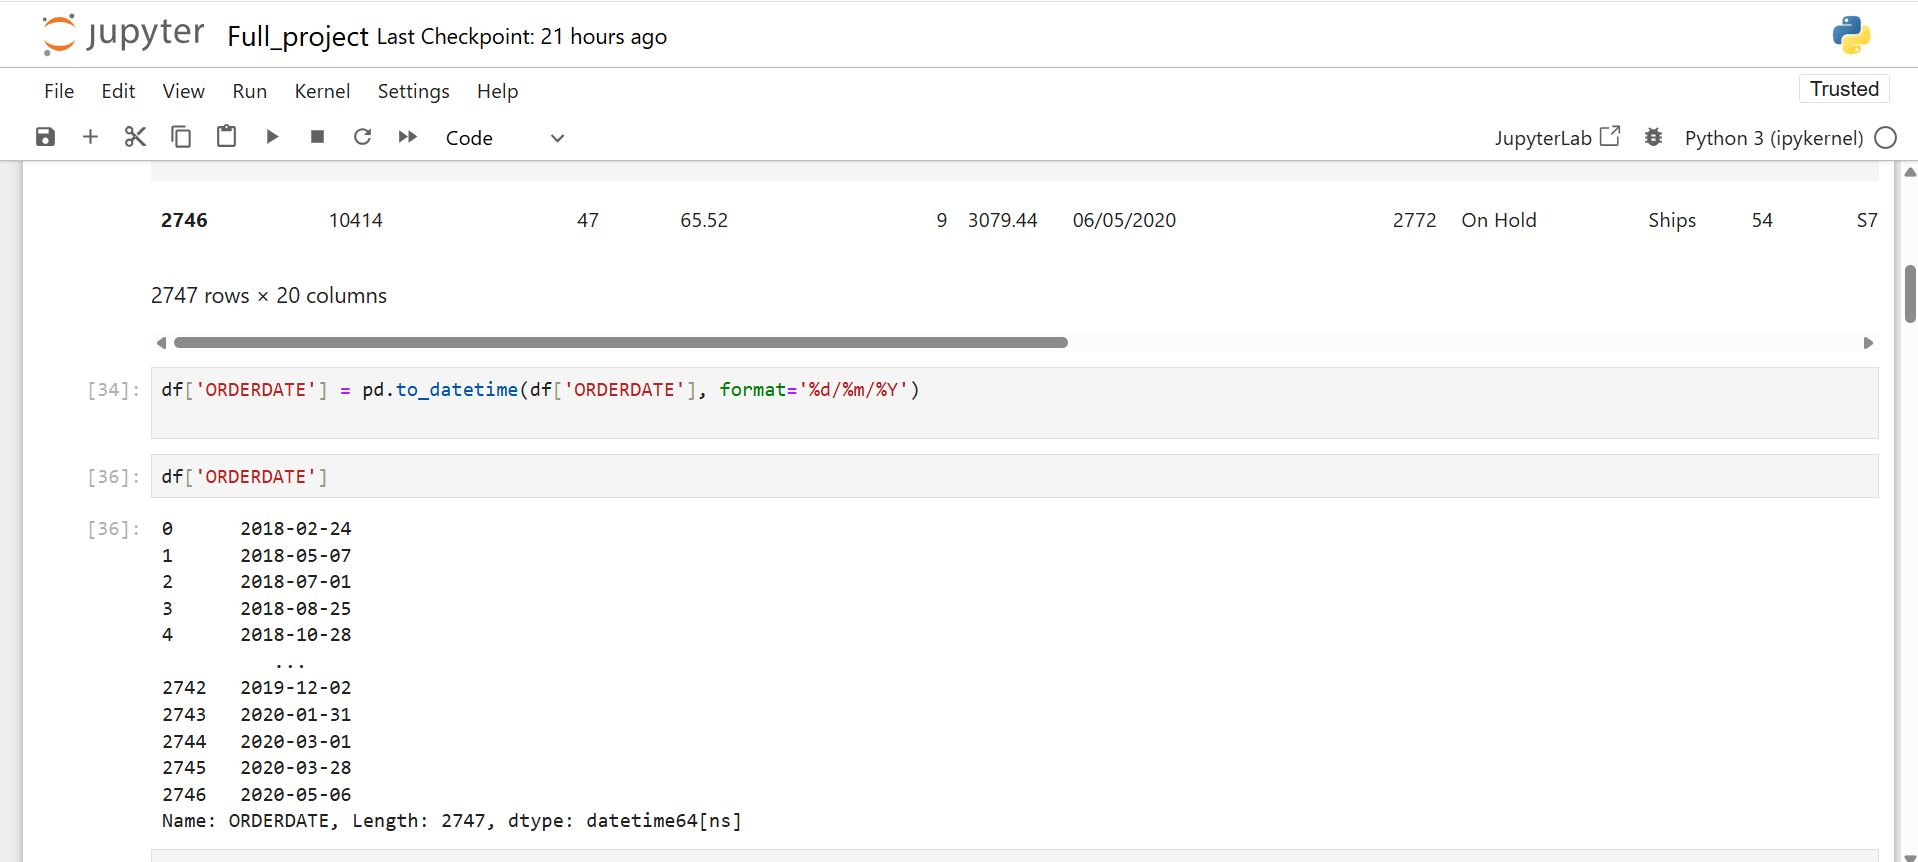 jupyter Full_project Last Checkpoint: 21 hours ago
File Edit View Run Kernel Settings Help Trusted
Code JupyterLab Python 3 (ipykernel)
2746 10414 47 65.52 9 3079.44 06/05/2020 2772 On Hold Ships 54 S7
2747 rows × 20 columns
[34]: df['ORDERDATE'] = pd.to_datetime(df['ORDERDATE'], format='%d/%m/%Y')
[36]: df['ORDERDATE']
[36]: 0 2018-02-24
1 2018-05-07
2 2018-07-01
3 2018-08-25
4 2018-10-28
...
2742 2019-12-02
2743 2020-01-31
2744 2020-03-01
2745 2020-03-28
2746 2020-05-06
Name: ORDERDATE, Length: 2747, dtype: datetime64[ns]